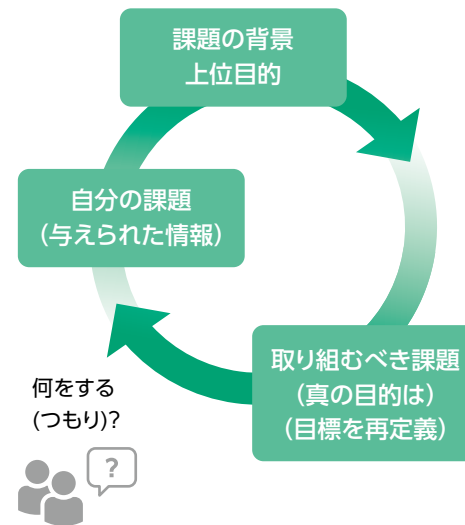 課題の背景
上位目的
自分の課題
（与えられた情報）
取り組むべき課題
（真の目的は）
（目標を再定義）
何をする
(つもり)?
?